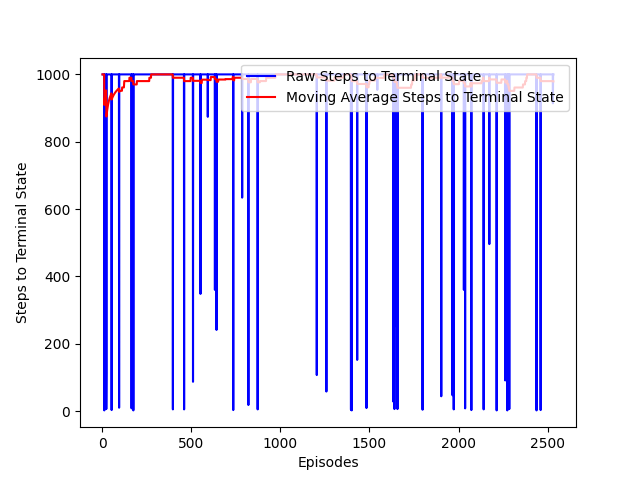 Raw Steps to Terminal State
Moving Average Steps to Terminal State
Steps to Terminal State
1000
800
600
400
200
0
0 500 1000 1500 2000 2500
Episodes